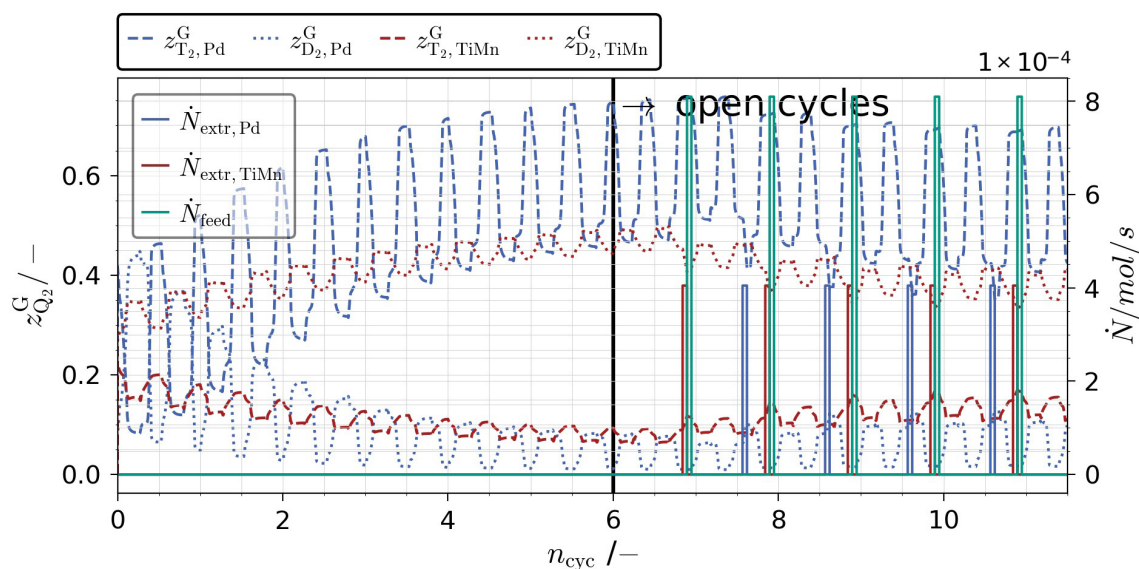 z^G_{T_2,Pd} z^G_{D_2,Pd} z^G_{T_2,TiMn} z^G_{D_2,TiMn}
1 × 10^{−4}
→ open cycles
Ṅ_{extr,Pd}
Ṅ_{extr,TiMn}
Ṅ_{feed}
z^G_{Q_2}/−
0.6
0.4
0.2
0.0
8
6
4
2
0
Ṅ/mol/s
0 2 4 6 8 10
n_{cyc} /−